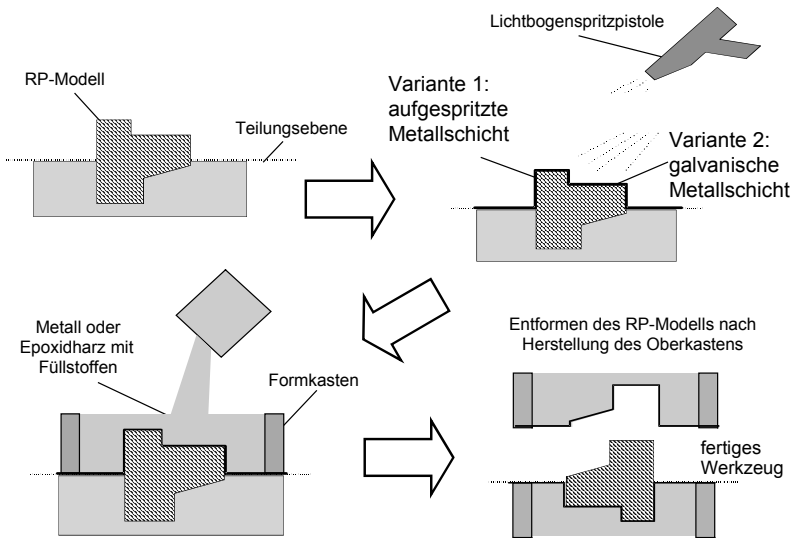 RP-Modell
Teilungsebene
Lichtbogenspritzpistole
Variante 1:
aufgespritzte
Metallschicht
Variante 2:
galvanische
Metallschicht
Metall oder
Epoxidharz mit
Füllstoffen
Formkasten
Entformen des RP-Modells nach
Herstellung des Oberkastens
fertiges
Werkzeug